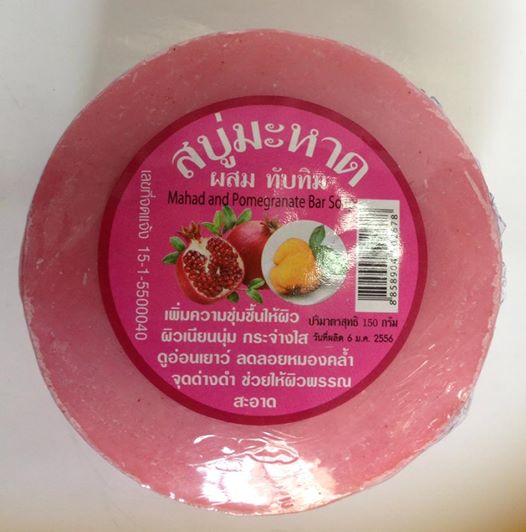 สบู่มะหาด
ผสม ทับทิม
Mahad and Pomegranate Bar
เลขที่จดแจ้ง 15-1-5500040
เพิ่มความชุ่มชื้นให้ผิว
ผิวเนียนนุ่ม กระจ่างใส
ดูอ่อนเยาว์ ลดลอยหมองคล้ำ
จุดด่างดำ ช่วยให้ผิวพรรณ
สะอาด
ปริมาตรสุทธิ 150 กรัม
วันที่ผลิต 6 ม.ค. 2556